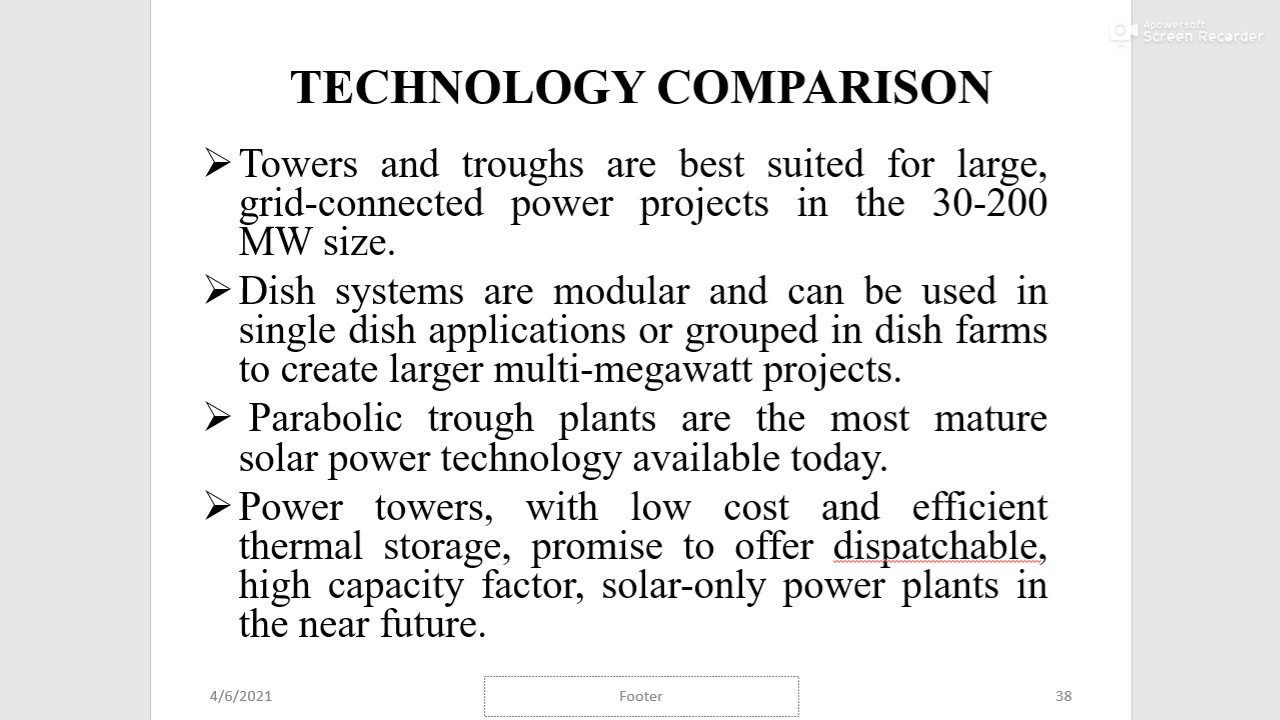 Apowersoft
Screen Recorder
TECHNOLOGY COMPARISON
➢Towers and troughs are best suited for large,
grid-connected power projects in the 30-200
MW size.
➢Dish systems are modular and can be used in
single dish applications or grouped in dish farms
to create larger multi-megawatt projects.
➢ Parabolic trough plants are the most mature
solar power technology available today.
➢Power towers, with low cost and efficient
thermal storage, promise to offer dispatchable,
high capacity factor, solar-only power plants in
the near future.
4/6/2021
Footer
38